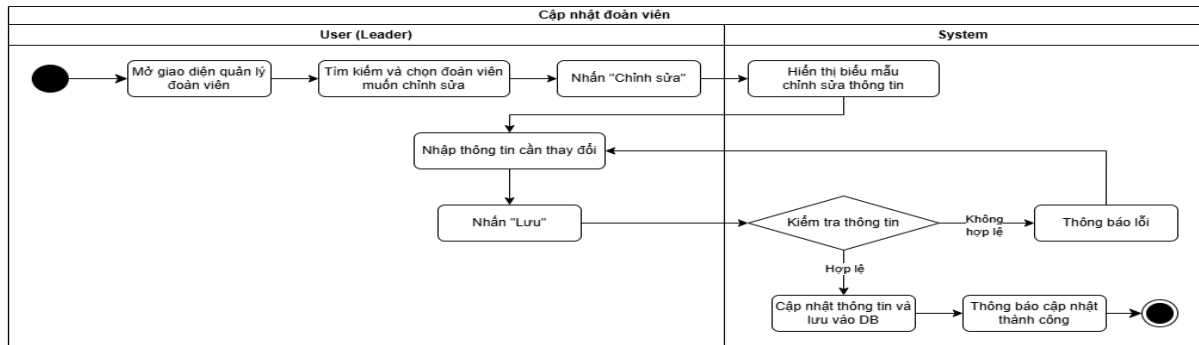 Cập nhật đoàn viên
User (Leader)
System
Mở giao diện quản lý
đoàn viên
Tìm kiếm và chọn đoàn viên
muốn chỉnh sửa
Nhấn "Chỉnh sửa"
Hiển thị biểu mẫu
chỉnh sửa thông tin
Nhập thông tin cần thay đổi
Nhấn "Lưu"
Kiểm tra thông tin
Không
hợp lệ
Thông báo lỗi
Hợp lệ
Cập nhật thông tin và
lưu vào DB
Thông báo cập nhật
thành công